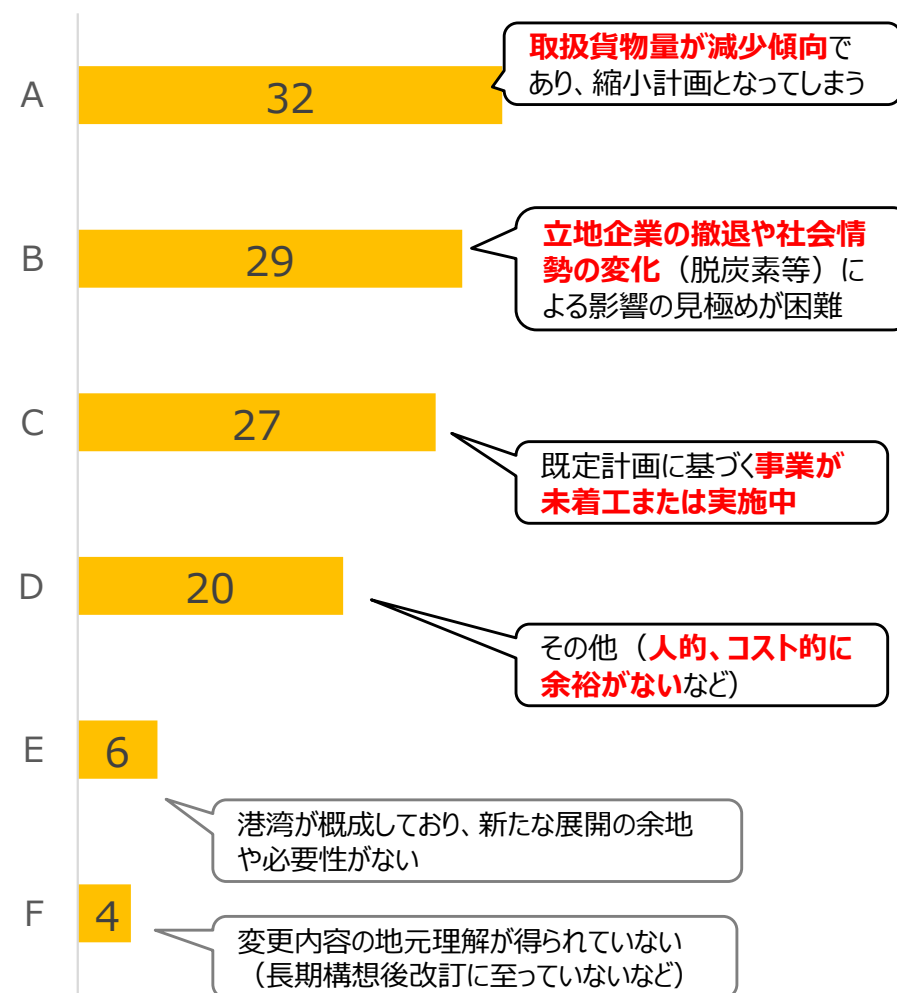 取扱貨物量が減少傾向で
あり、縮小計画となってしまう
A
32
立地企業の撤退や社会情
勢の変化（脱炭素等）に
よる影響の見極めが困難
B
29
C
27
既定計画に基づく事業が
未着工または実施中
D
20
その他（人的、コスト的に
余裕がないなど）
E
6
港湾が概成しており、新たな展開の余地
や必要性がない
F
4
変更内容の地元理解が得られていない
（長期構想後改訂に至っていないなど）